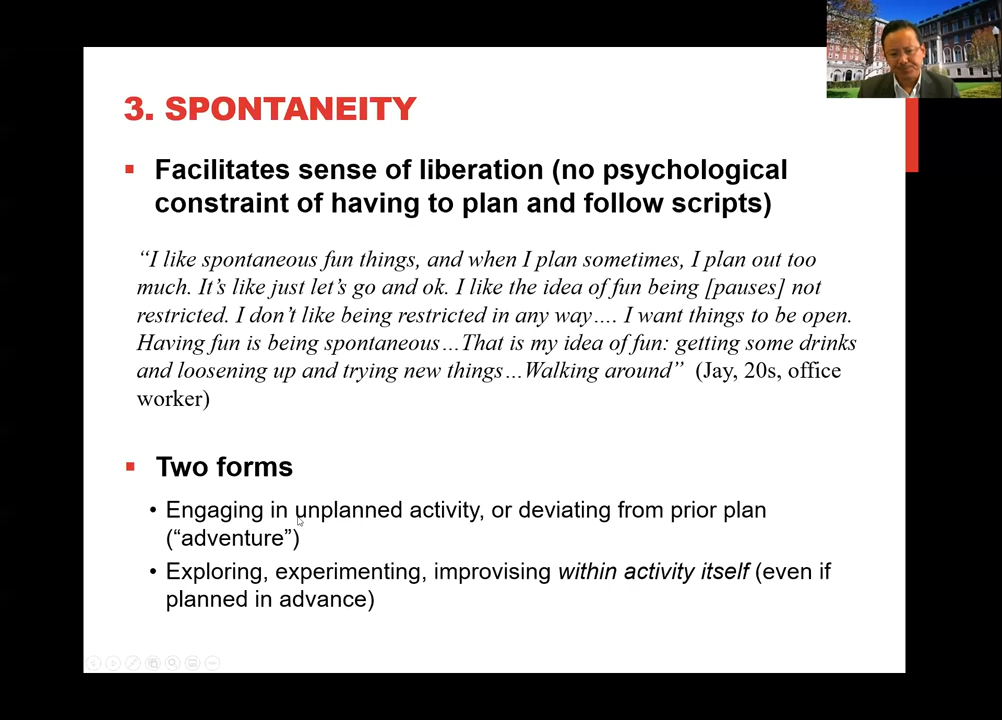 3. SPONTANEITY
▪ Facilitates sense of liberation (no psychological
constraint of having to plan and follow scripts)
“I like spontaneous fun things, and when I plan sometimes, I plan out too
much. It’s like just let’s go and ok. I like the idea of fun being [pauses] not
restricted. I don’t like being restricted in any way…. I want things to be open.
Having fun is being spontaneous…That is my idea of fun: getting some drinks
and loosening up and trying new things…Walking around” (Jay, 20s, office
worker)
▪ Two forms
• Engaging in unplanned activity, or deviating from prior plan
(“adventure”)
• Exploring, experimenting, improvising within activity itself (even if
planned in advance)